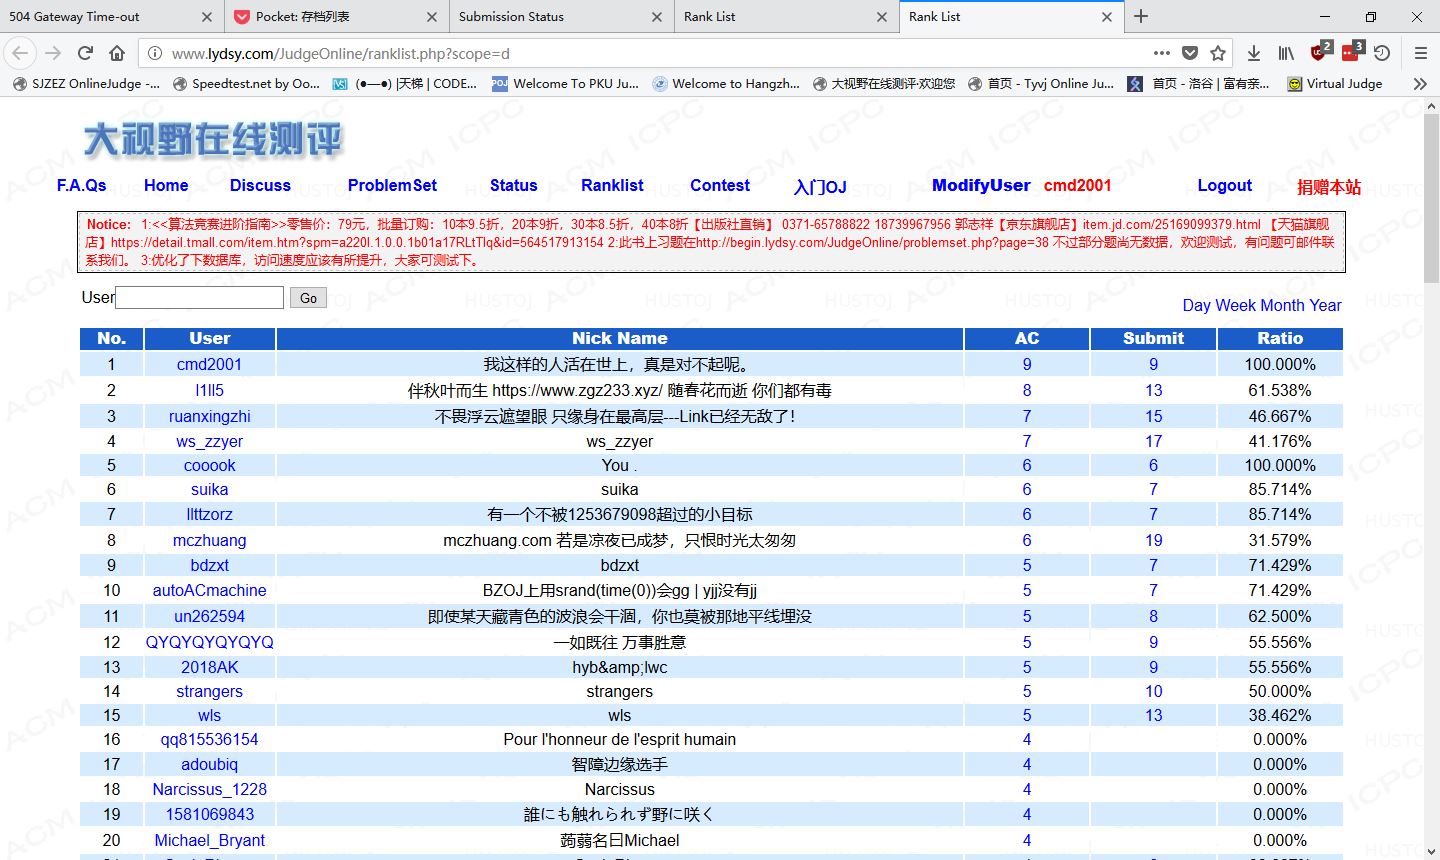 504 Gateway Time-out
Pocket: 存档列表
Submission Status
Rank List
Rank List
www.lydsy.com/JudgeOnline/ranklist.php?scope=d
2
3
SJZEZ OnlineJudge -...
Speedtest.net by Oo...
(●—●) |天梯 | CODE...
Welcome To PKU Ju...
Welcome to Hangzh...
大视野在线测评·欢迎您
首页 - Tyvj Online Ju...
首页 - 洛谷 | 富有亲...
Virtual Judge
大视野在线测评
F.A.Qs Home Discuss ProblemSet Status Ranklist Contest 入门OJ ModifyUser cmd2001 Logout 捐赠本站
Notice: 1:<<算法竞赛进阶指南>>零售价：79元，批量订购：10本9.5折，20本9折，30本8.5折，40本8折【出版社直销】 0371-65788822 18739967956 郭志祥【京东旗舰店】item.jd.com/25169099379.html 【天猫旗舰
店】https://detail.tmall.com/item.htm?spm=a220l.1.0.0.1b01a17RLtTlq&id=564517913154 2:此书上习题在http://begin.lydsy.com/JudgeOnline/problemset.php?page=38 不过部分题尚无数据，欢迎测试，有问题可邮件联
系我们。 3:优化了下数据库，访问速度应该有所提升，大家可测试下。
User Go
Day Week Month Year
No. User Nick Name AC Submit Ratio
1 cmd2001 我这样的人活在世上，真是对不起呢。 9 9 100.000%
2 l1ll5 伴秋叶而生 https://www.zgz233.xyz/ 随春花而逝 你们都有毒 8 13 61.538%
3 ruanxingzhi 不畏浮云遮望眼 只缘身在最高层---Link已经无敌了! 7 15 46.667%
4 ws_zzyer ws_zzyer 7 17 41.176%
5 cooook You . 6 6 100.000%
6 suika suika 6 7 85.714%
7 llttzorz 有一个不被1253679098超过的小目标 6 7 85.714%
8 mczhuang mczhuang.com 若是凉夜已成梦，只恨时光太匆匆 6 19 31.579%
9 bdzxt bdzxt 5 7 71.429%
10 autoACmachine BZOJ上用srand(time(0))会gg | yjj没有jj 5 7 71.429%
11 un262594 即使某天藏青色的波浪会干涸，你也莫被那地平线埋没 5 8 62.500%
12 QYQYQYQYQYQ 一如既往 万事胜意 5 9 55.556%
13 2018AK hyb&amp;lwc 5 9 55.556%
14 strangers strangers 5 10 50.000%
15 wls wls 5 13 38.462%
16 qq815536154 Pour l'honneur de l'esprit humain 4 0.000%
17 adoubiq 智障边缘选手 4 0.000%
18 Narcissus_1228 Narcissus 4 0.000%
19 1581069843 誰にも触れられず野に咲く 4 0.000%
20 Michael_Bryant 蒟蒻名曰Michael 4 0.000%